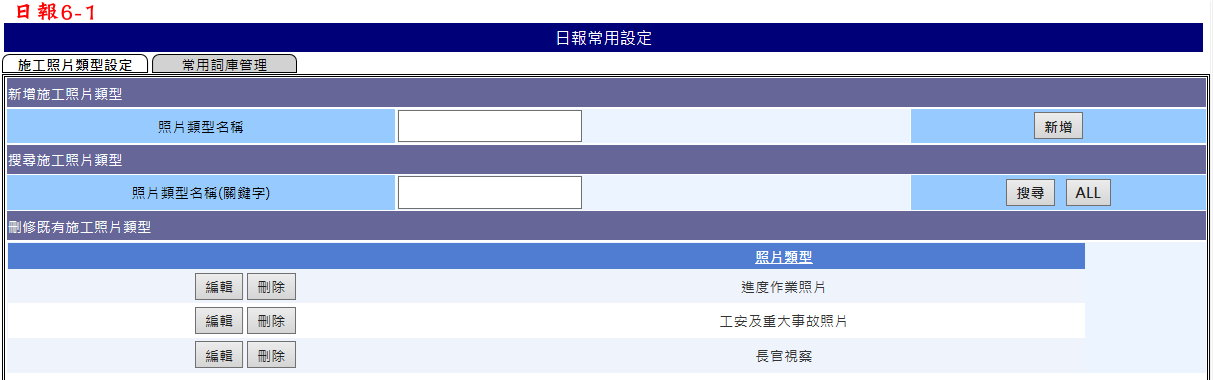 日報6-1
日報常用設定
施工照片類型設定 常用詞庫管理
新增施工照片類型
照片類型名稱 新增
搜尋施工照片類型
照片類型名稱(關鍵字) 搜尋 ALL
刪修既有施工照片類型
照片類型
編輯 刪除 進度作業照片
編輯 刪除 工安及重大事故照片
編輯 刪除 長官視察